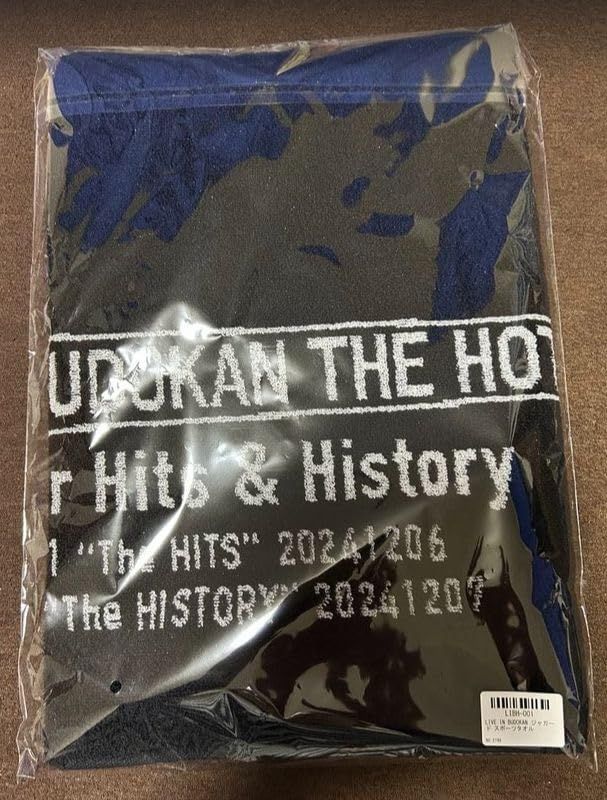 UDOKAN THE HOT
r Hits & History
1 "The HITS" 20241206
"The HISTORY" 20241207
LIBH-001
LIVE IN BUDOKAN ジャガー
ド スポーツタオル